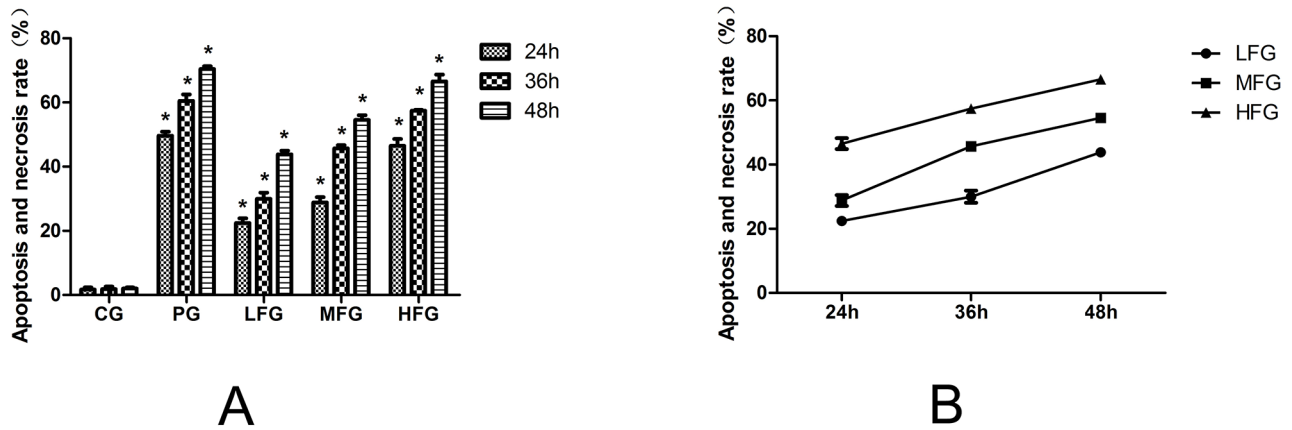 Apoptosis and necrosis rate（%）
80
60
40
20
0
* * *
* * *
* * *
* * *
CG PG LFG MFG HFG
24h
36h
48h
A
Apoptosis and necrosis rate（%）
80
60
40
20
0
24h 36h 48h
LFG
MFG
HFG
B